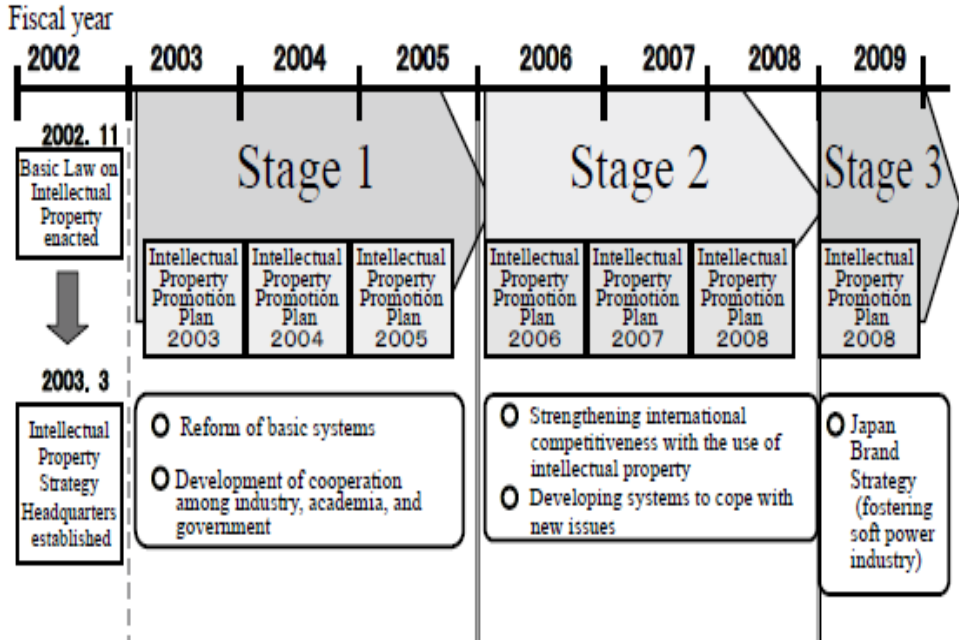 Fiscal year
2002 2003 2004 2005 2006 2007 2008 2009
2002. 11
Basic Law on
Intellectual
Property
enacted
2003. 3
Intellectual
Property
Strategy
Headquarters
established
Stage 1
Intellectual
Property
Promotion
Plan
2003
Intellectual
Property
Promotion
Plan
2004
Intellectual
Property
Promotion
Plan
2005
Reform of basic systems
Development of cooperation
among industry, academia, and
government
Stage 2
Intellectual
Property
Promotion
Plan
2006
Intellectual
Property
Promotion
Plan
2007
Intellectual
Property
Promotion
Plan
2008
Strengthening international
competitiveness with the use of
intellectual property
Developing systems to cope with
new issues
Stage 3
Intellectual
Property
Promotion
Plan
2008
Japan
Brand
Strategy
(fostering
soft power
industry)